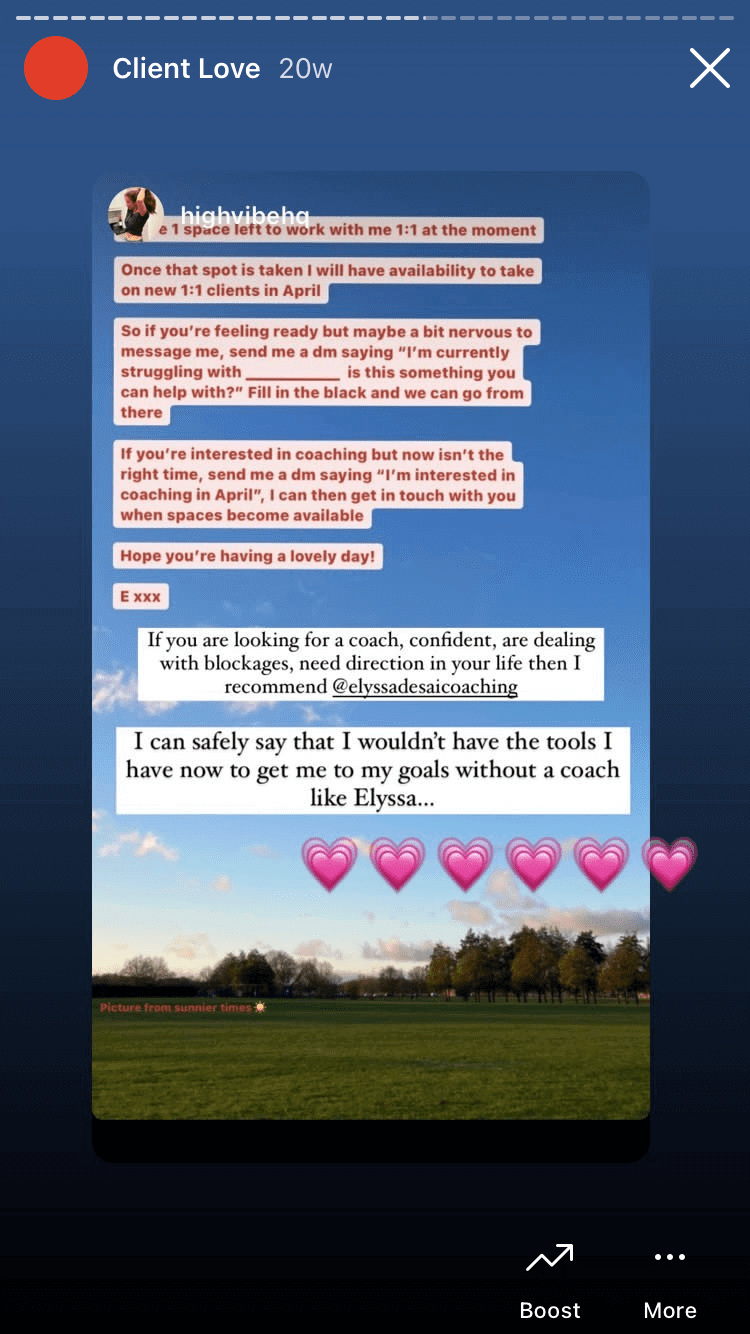 Client Love 20w
highvibehq
e 1 space left to work with me 1:1 at the moment
Once that spot is taken I will have availability to take
on new 1:1 clients in April
So if you’re feeling ready but maybe a bit nervous to
message me, send me a dm saying “I’m currently
struggling with ___________ is this something you
can help with?” Fill in the black and we can go from
there
If you’re interested in coaching but now isn’t the
right time, send me a dm saying “I’m interested in
coaching in April”, I can then get in touch with you
when spaces become available
Hope you’re having a lovely day!
E xxx
If you are looking for a coach, confident, are dealing
with blockages, need direction in your life then I
recommend @elyssadesaicoaching
I can safely say that I wouldn’t have the tools I
have now to get me to my goals without a coach
like Elyssa...
Picture from sunnier times
Boost
More